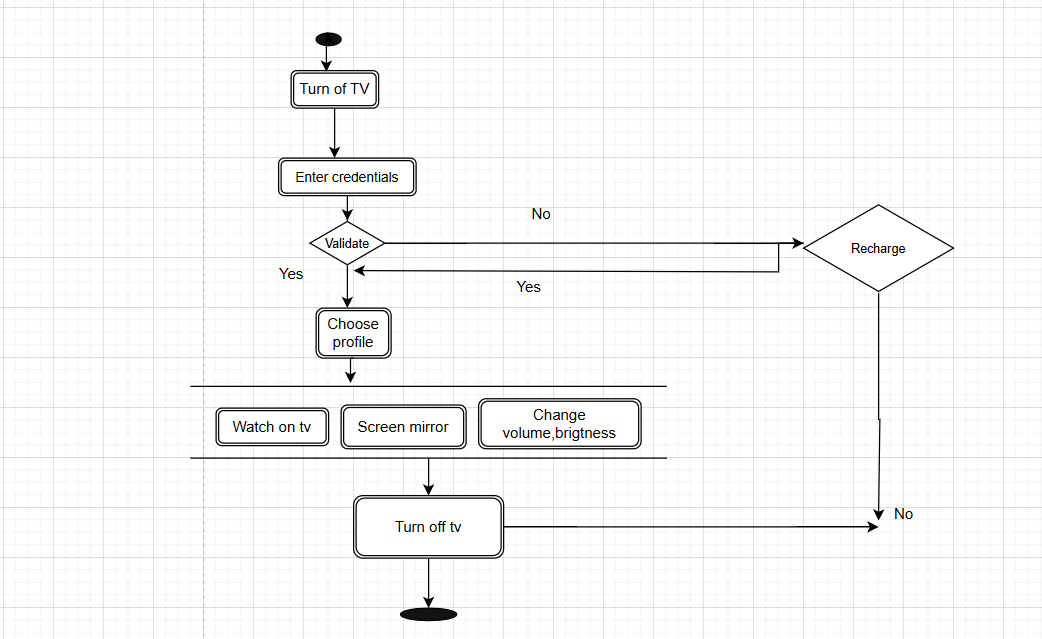 Turn of TV
Enter credentials
No
Validate
Recharge
Yes
Yes
Choose
profile
Watch on tv
Screen mirror
Change
volume,brigtness
Turn off tv
No